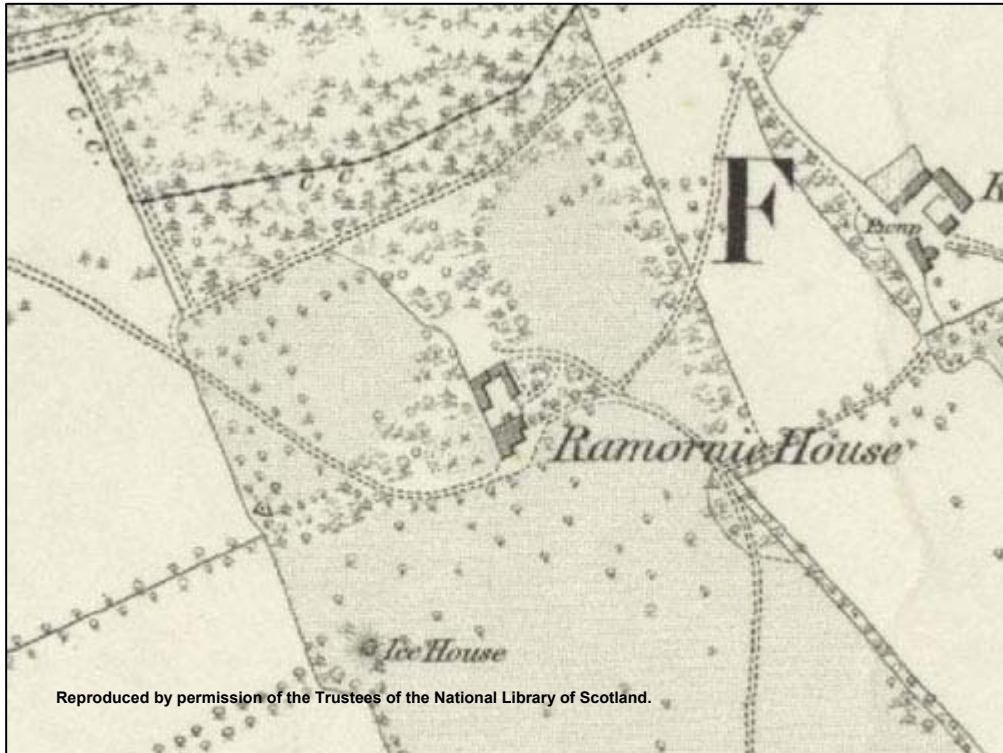 C.C.
C. C.
F
R
Pump
Ramornie House
Ice House
Reproduced by permission of the Trustees of the National Library of Scotland.